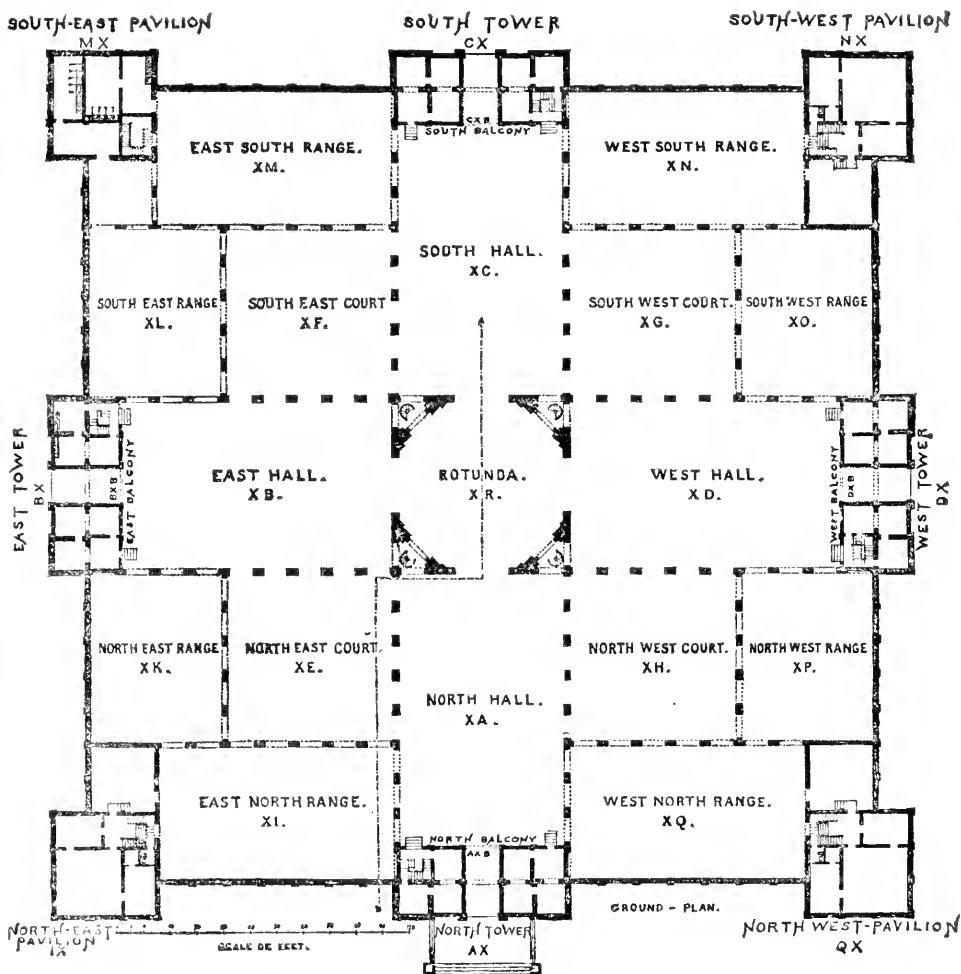 SOUTH-EAST PAVILION
MX
SOUTH TOWER
CX
SOUTH-WEST PAVILION
NX
CXB
SOUTH BALCONY
EAST SOUTH RANGE.
XM.
WEST SOUTH RANGE.
XN.
SOUTH HALL.
XC.
SOUTH EAST RANGE
XL.
SOUTH EAST COURT
XF.
SOUTH WEST COURT.
XG.
SOUTH WEST RANGE
XO.
EAST TOWER
BX
BXB
EAST BALCONY
EAST HALL.
XB.
ROTUNDA.
XR.
WEST HALL.
XD.
WEST BALCONY
DXB
WEST TOWER
DX
NORTH EAST RANGE
XK.
NORTH EAST COURT.
XE.
NORTH WEST COURT.
XH.
NORTH WEST RANGE
XP.
NORTH HALL.
XA.
EAST NORTH RANGE.
XI.
WEST NORTH RANGE.
XQ.
NORTH BALCONY
AXB
GROUND-PLAN.
NORTH-EAST
PAVILION
IX
SCALE OF FEET.
NORTH TOWER
AX
NORTH WEST-PAVILION
QX